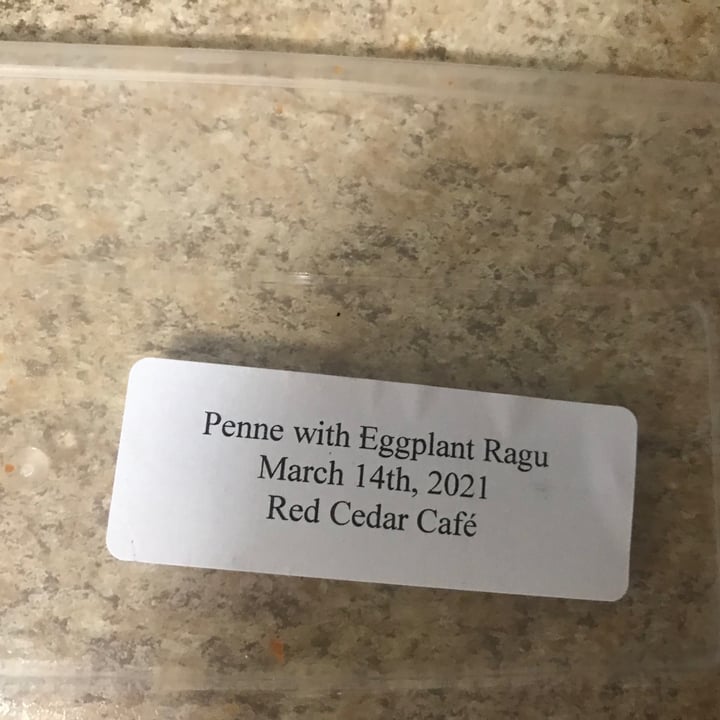 Penne with Eggplant Ragu
March 14th, 2021
Red Cedar Café